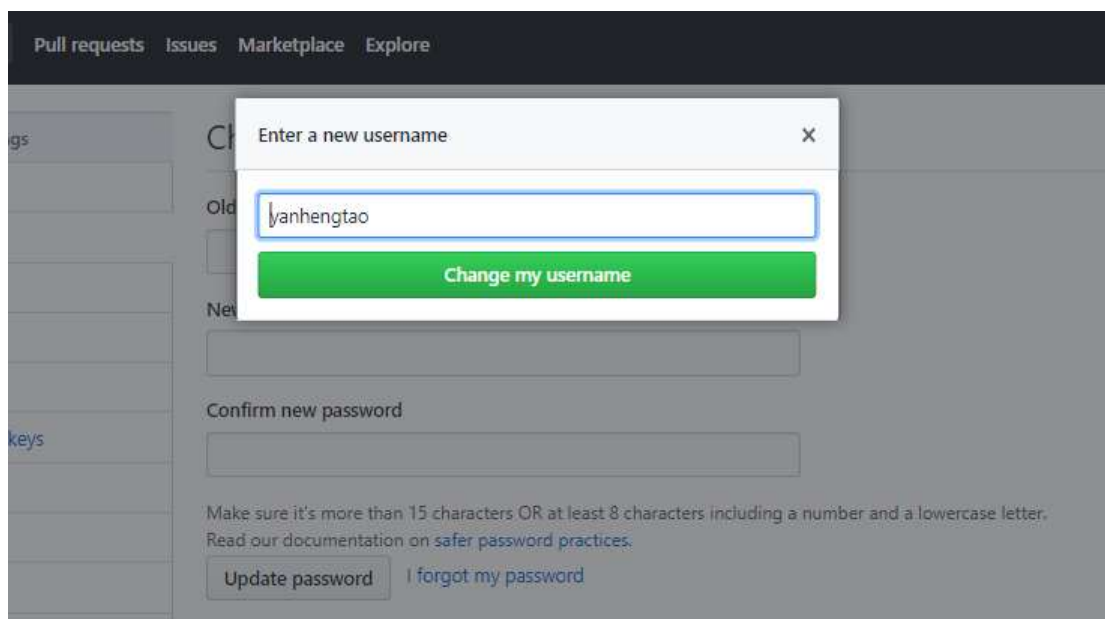 Pull requests Issues Marketplace Explore
Enter a new username ×
yanhengtao
Change my username
Confirm new password
keys
Make sure it's more than 15 characters OR at least 8 characters including a number and a lowercase letter.
Read our documentation on safer password practices.
Update password I forgot my password